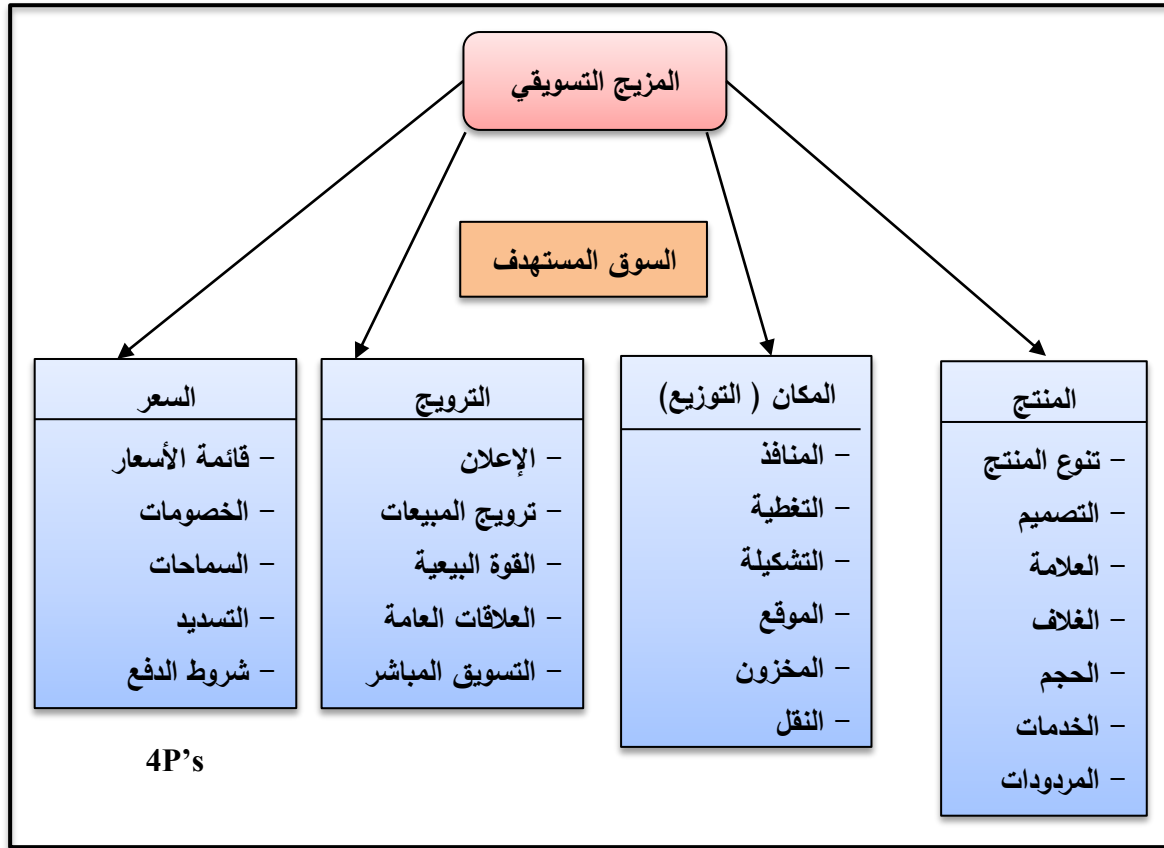 المزيج التسويقي
السوق المستهدف
المنتج
– تنوع المنتج
– التصميم
– العلامة
– الغلاف
– الحجم
– الخدمات
– المردودات
المكان ( التوزيع)
– المنافذ
– التغطية
– التشكيلة
– الموقع
– المخزون
– النقل
الترويج
– الإعلان
– ترويج المبيعات
– القوة البيعية
– العلاقات العامة
– التسويق المباشر
السعر
– قائمة الأسعار
– الخصومات
– السماحات
– التسديد
– شروط الدفع
4P’s